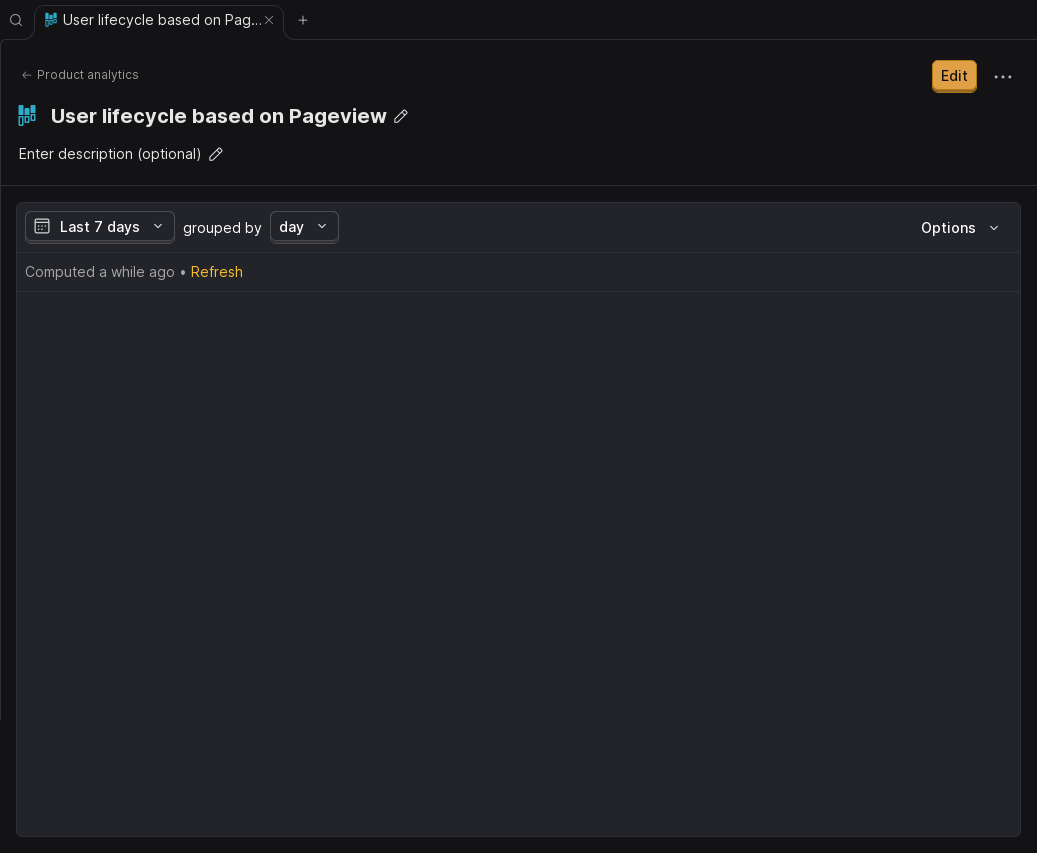 User lifecycle based on Pag...
Product analytics
Edit
User lifecycle based on Pageview
Enter description (optional)
Last 7 days grouped by day Options
Computed a while ago • Refresh